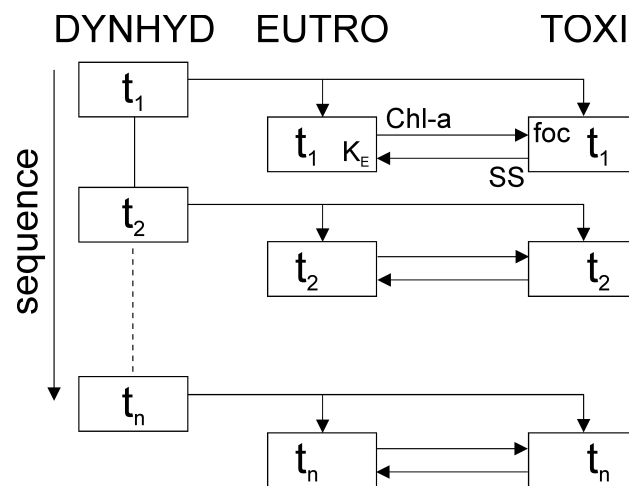 DYNHYD EUTRO TOXI
t1
Chl-a
t1 KE
foc t1
SS
sequence
t2
t2
t2
tn
tn
tn